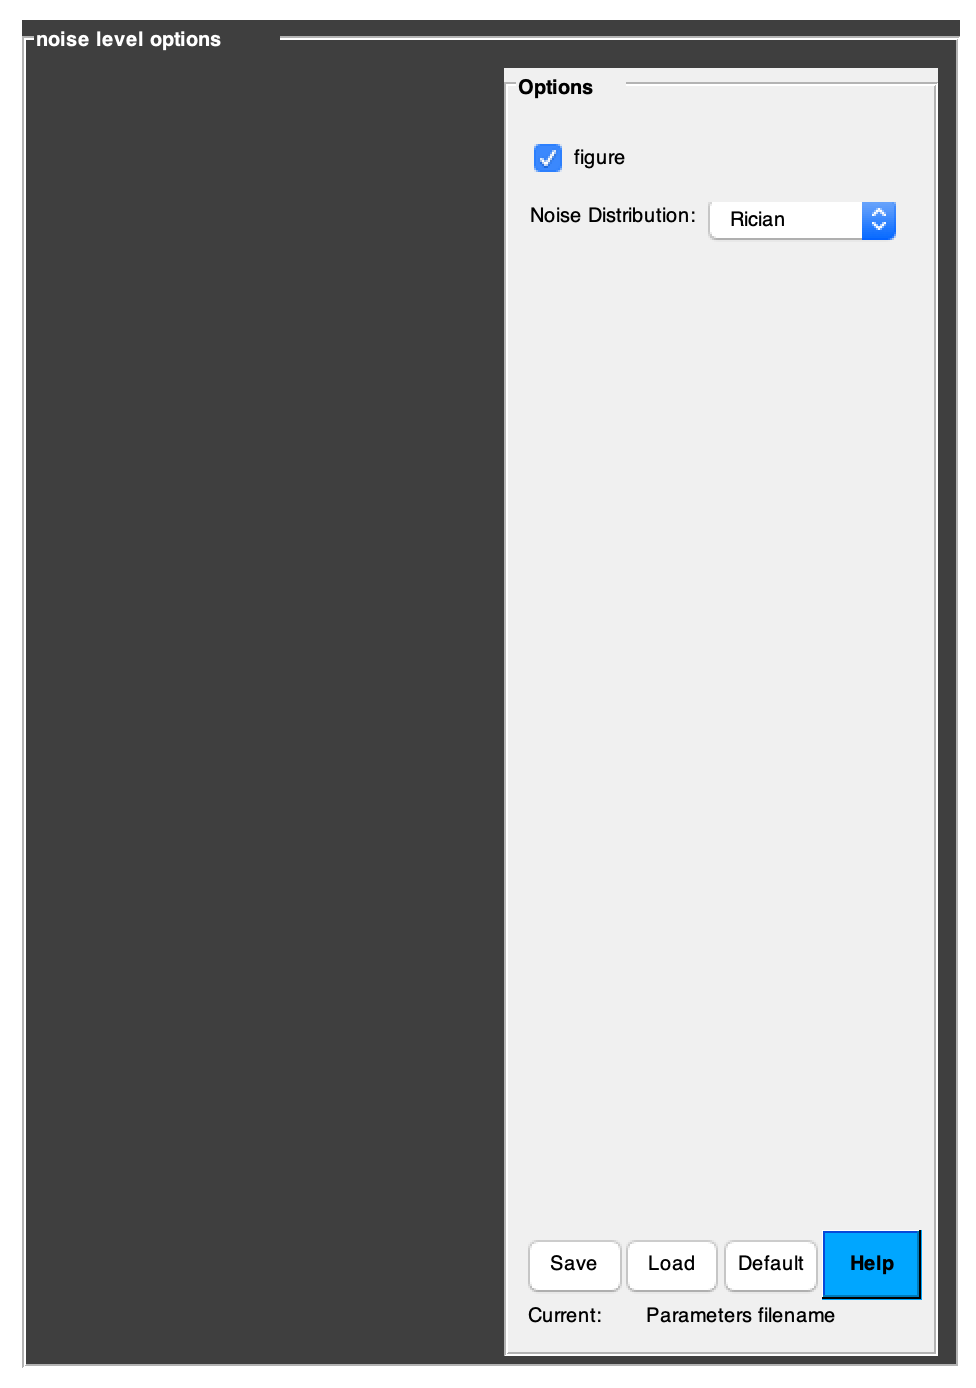 noise level options
Options
figure
Noise Distribution: Rician
Save Load Default Help
Current: Parameters filename